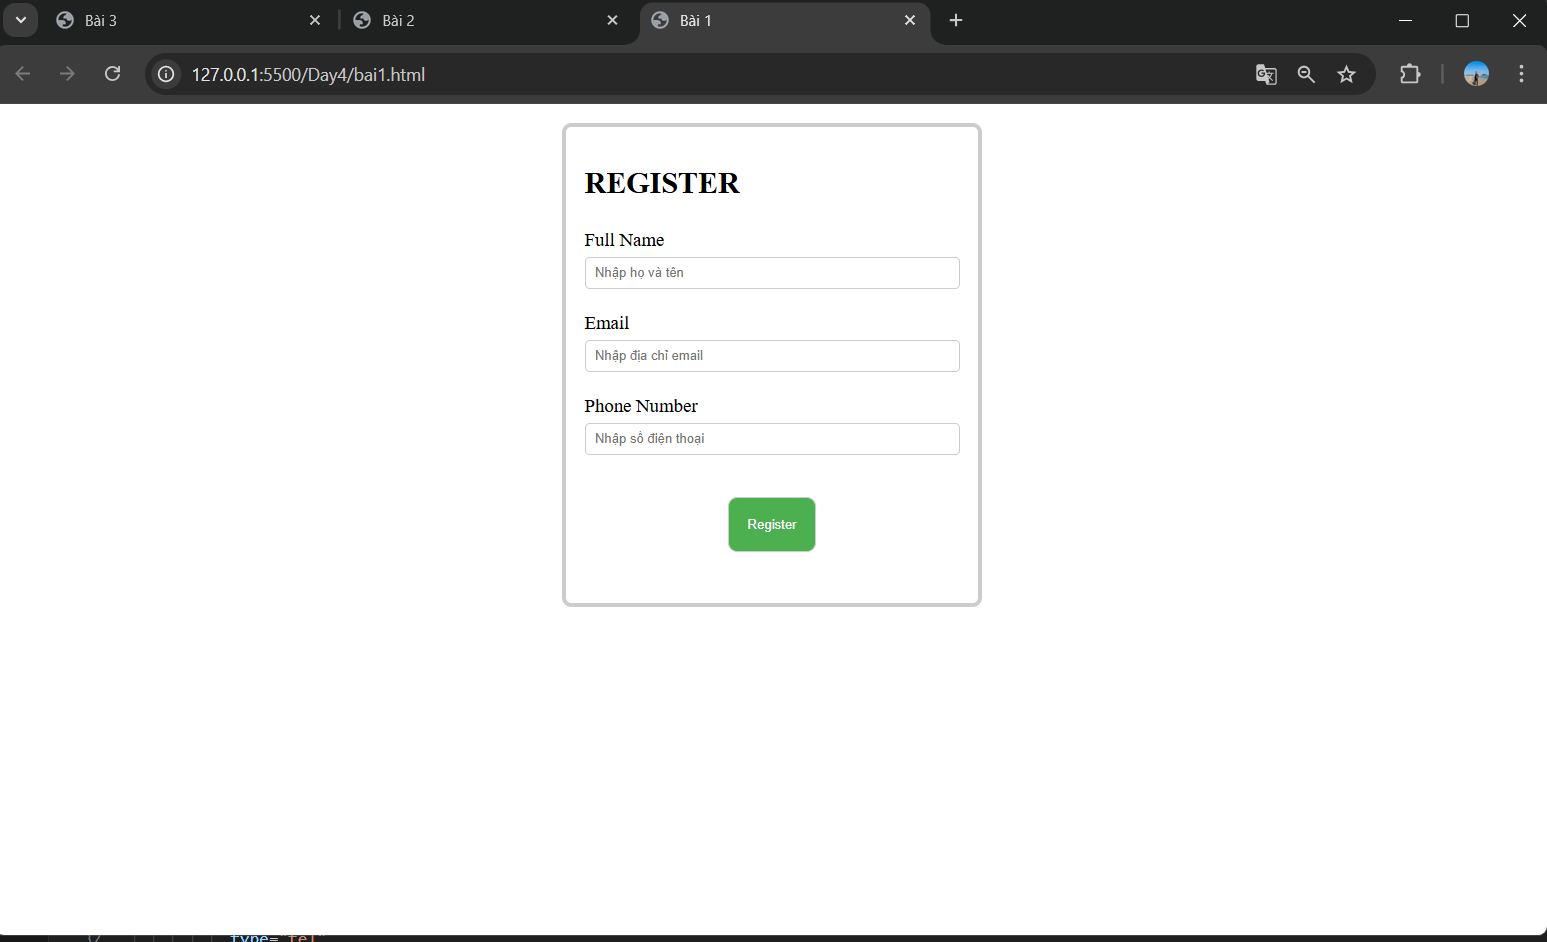 Bài 3
Bài 2
Bài 1
127.0.0.1:5500/Day4/bai1.html
REGISTER
Full Name
Nhập họ và tên
Email
Nhập địa chỉ email
Phone Number
Nhập số điện thoại
Register
type="tel"